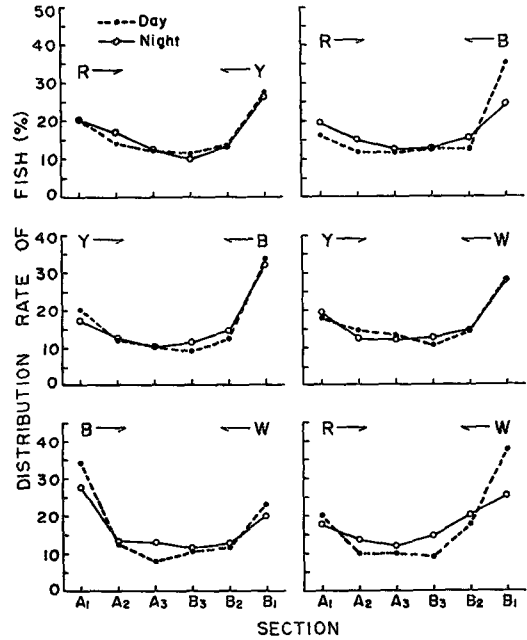 50
40
30
20
10
0
Day
Night
R → ← Y
R → ← B
40
30
20
10
0
Y → ← B
Y → ← W
40
30
20
10
0
B → ← W
R → ← W
A1 A2 A3 B3 B2 B1
A1 A2 A3 B3 B2 B1
SECTION
DISTRIBUTION RATE OF FISH (%)